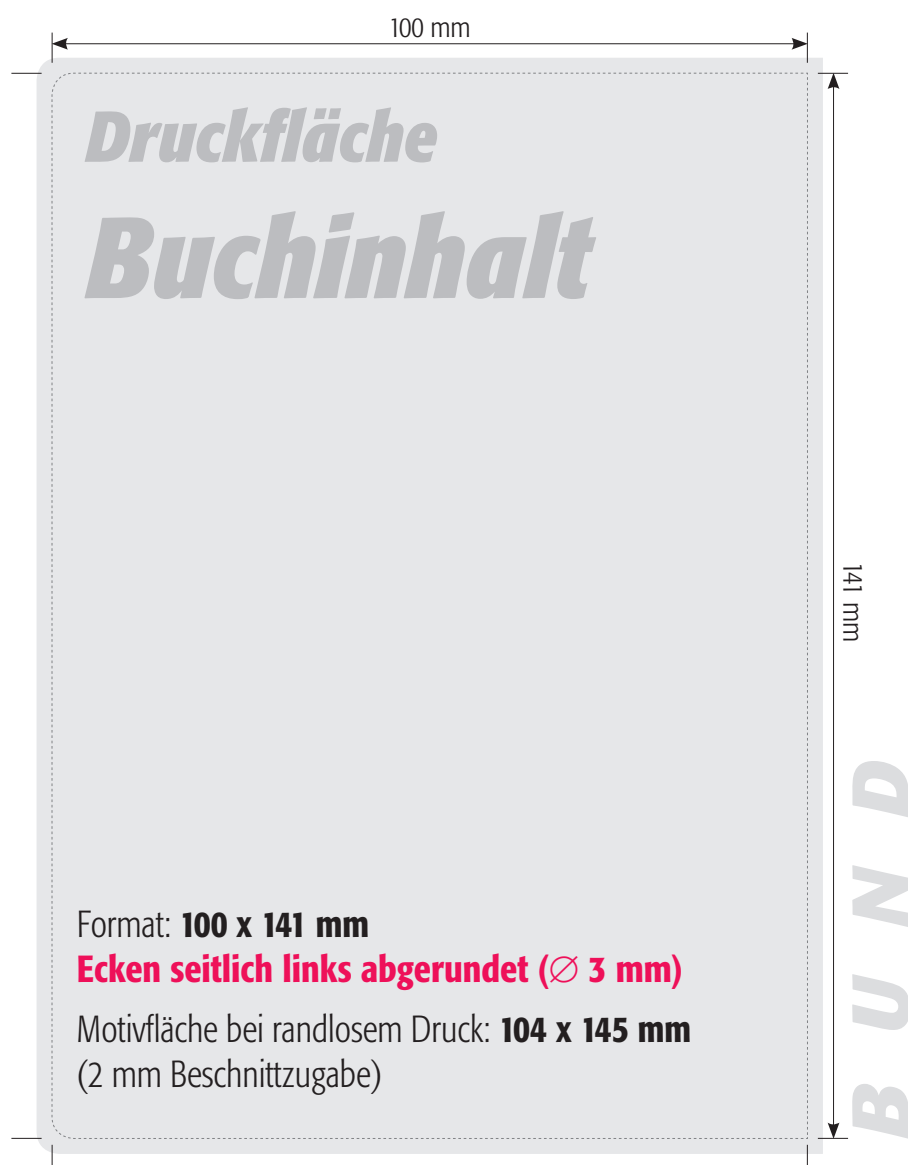 100 mm
Druckfläche
Buchinhalt
141 mm
Format: 100 x 141 mm
Ecken seitlich links abgerundet (∅ 3 mm)
Motivfläche bei randlosem Druck: 104 x 145 mm
(2 mm Beschnittzugabe)
BUND